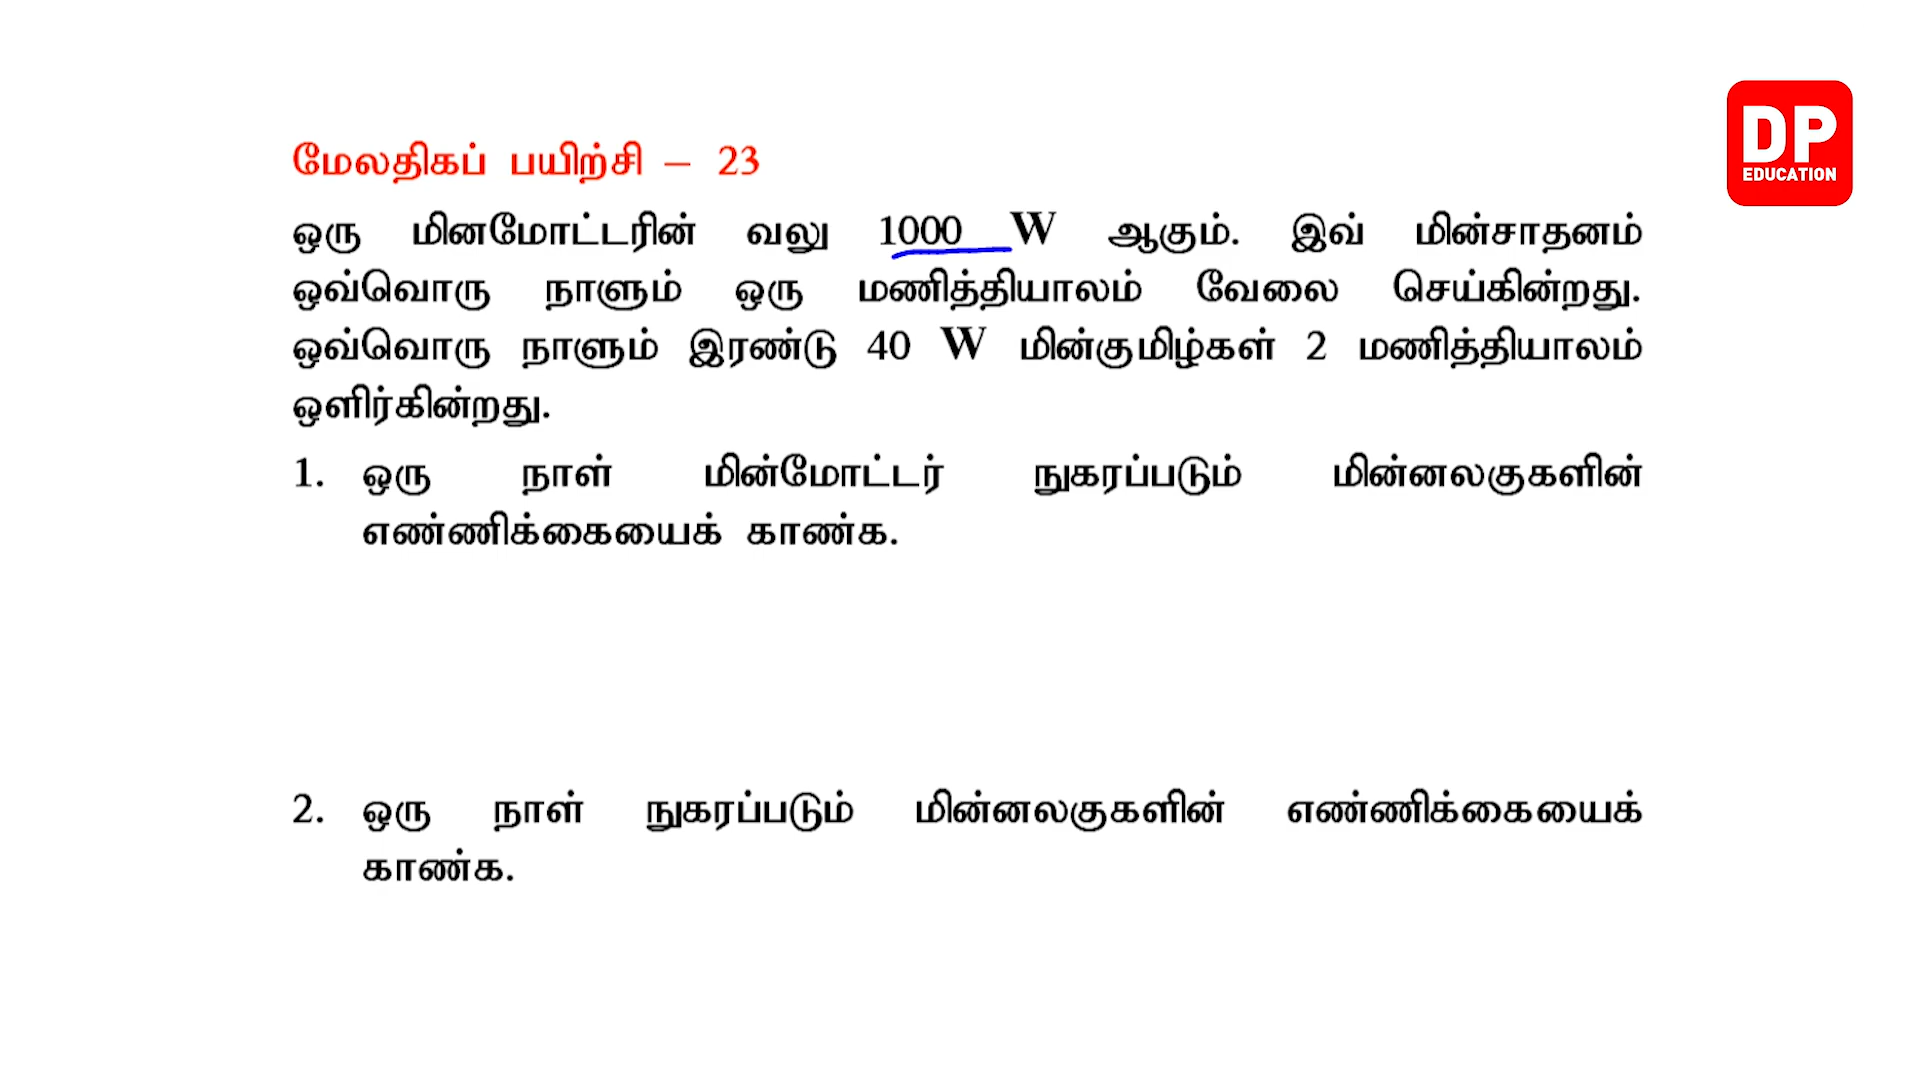 DP
EDUCATION
மேலதிகப் பயிற்சி – 23
ஒரு மினமோட்டரின் வலு 1000 W ஆகும். இவ் மின்சாதனம்
ஒவ்வொரு நாளும் ஒரு மணித்தியாலம் வேலை செய்கின்றது.
ஒவ்வொரு நாளும் இரண்டு 40 W மின்குமிழ்கள் 2 மணித்தியாலம்
ஒளிர்கின்றது.
1. ஒரு நாள் மின்மோட்டர் நுகரப்படும் மின்னலகுகளின்
எண்ணிக்கையைக் காண்க.
2. ஒரு நாள் நுகரப்படும் மின்னலகுகளின் எண்ணிக்கையைக்
காண்க.